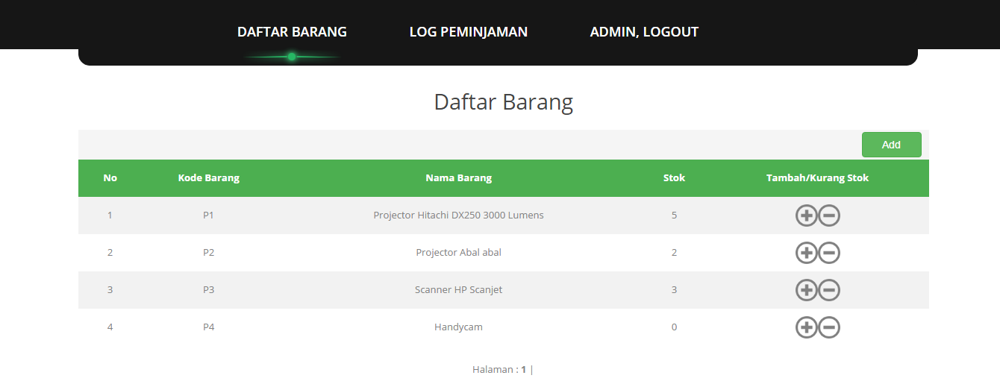 DAFTAR BARANG LOG PEMINJAMAN ADMIN, LOGOUT
Daftar Barang
Add
No Kode Barang Nama Barang Stok Tambah/Kurang Stok
1 P1 Projector Hitachi DX250 3000 Lumens 5
2 P2 Projector Abal abal 2
3 P3 Scanner HP Scanjet 3
4 P4 Handycam 0
Halaman : 1 |